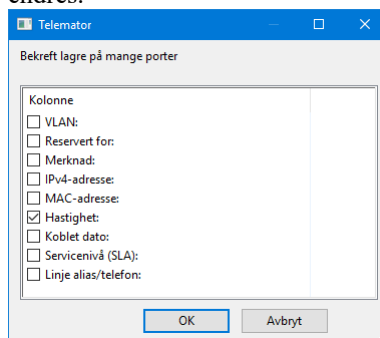 endres.
Telemator
Bekreft lagre på mange porter
Kolonne
VLAN:
Reservert for:
Merknad:
IPv4-adresse:
MAC-adresse:
Hastighet:
Koblet dato:
Servicenivå (SLA):
Linje alias/telefon:
OK Avbryt